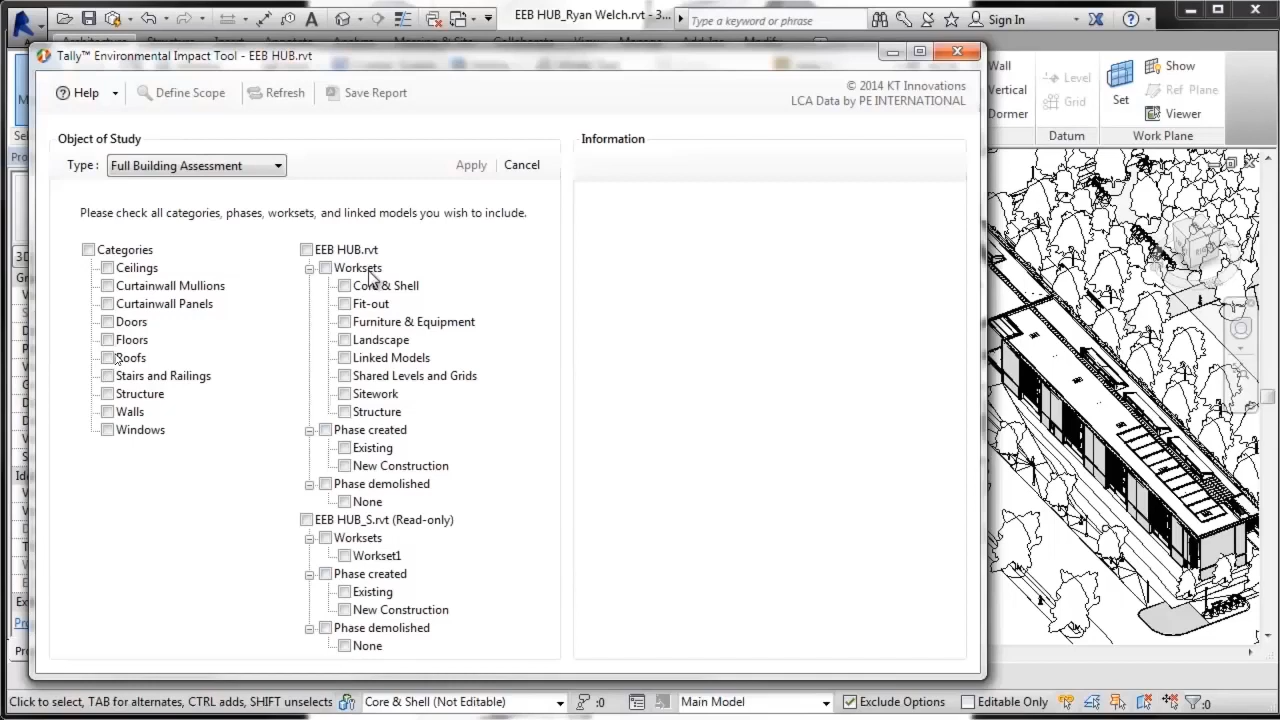 EEB HUB_Ryan Welch.rvt - 3...
Type a keyword or phrase
Sign In
Tally™ Environmental Impact Tool - EEB HUB.rvt
Help
Define Scope
Refresh
Save Report
© 2014 KT Innovations
LCA Data by PE INTERNATIONAL
Wall
Vertical
Dormer
Level
Grid
Datum
Set
Show
Ref Plane
Viewer
Work Plane
Object of Study
Type :
Full Building Assessment
Apply
Cancel
Information
Please check all categories, phases, worksets, and linked models you wish to include.
Categories
Ceilings
Curtainwall Mullions
Curtainwall Panels
Doors
Floors
Roofs
Stairs and Railings
Structure
Walls
Windows
EEB HUB.rvt
Worksets
Core & Shell
Fit-out
Furniture & Equipment
Landscape
Linked Models
Shared Levels and Grids
Sitework
Structure
Phase created
Existing
New Construction
Phase demolished
None
EEB HUB_S.rvt (Read-only)
Worksets
Workset1
Phase created
Existing
New Construction
Phase demolished
None
Click to select, TAB for alternates, CTRL adds, SHIFT unselects
Core & Shell (Not Editable)
:0
Main Model
Exclude Options
Editable Only
:0